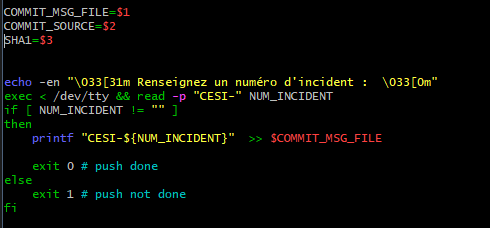 COMMIT_MSG_FILE=$1
COMMIT_SOURCE=$2
SHA1=$3
echo -en "\033[31m Renseignez un numéro d'incident :  \033[0m"
exec < /dev/tty && read -p "CESI-" NUM_INCIDENT
if [ NUM_INCIDENT != "" ]
then
    printf "CESI-${NUM_INCIDENT}"  >> $COMMIT_MSG_FILE
    exit 0 # push done
else
    exit 1 # push not done
fi